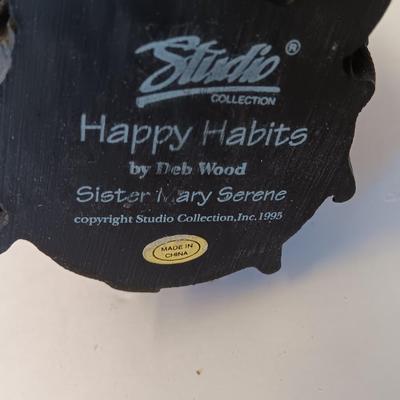 Studio ®
COLLECTION
Happy Habits
by Deb Wood
Sister Mary Serene
copyright Studio Collection, Inc. 1995
MADE IN
CHINA